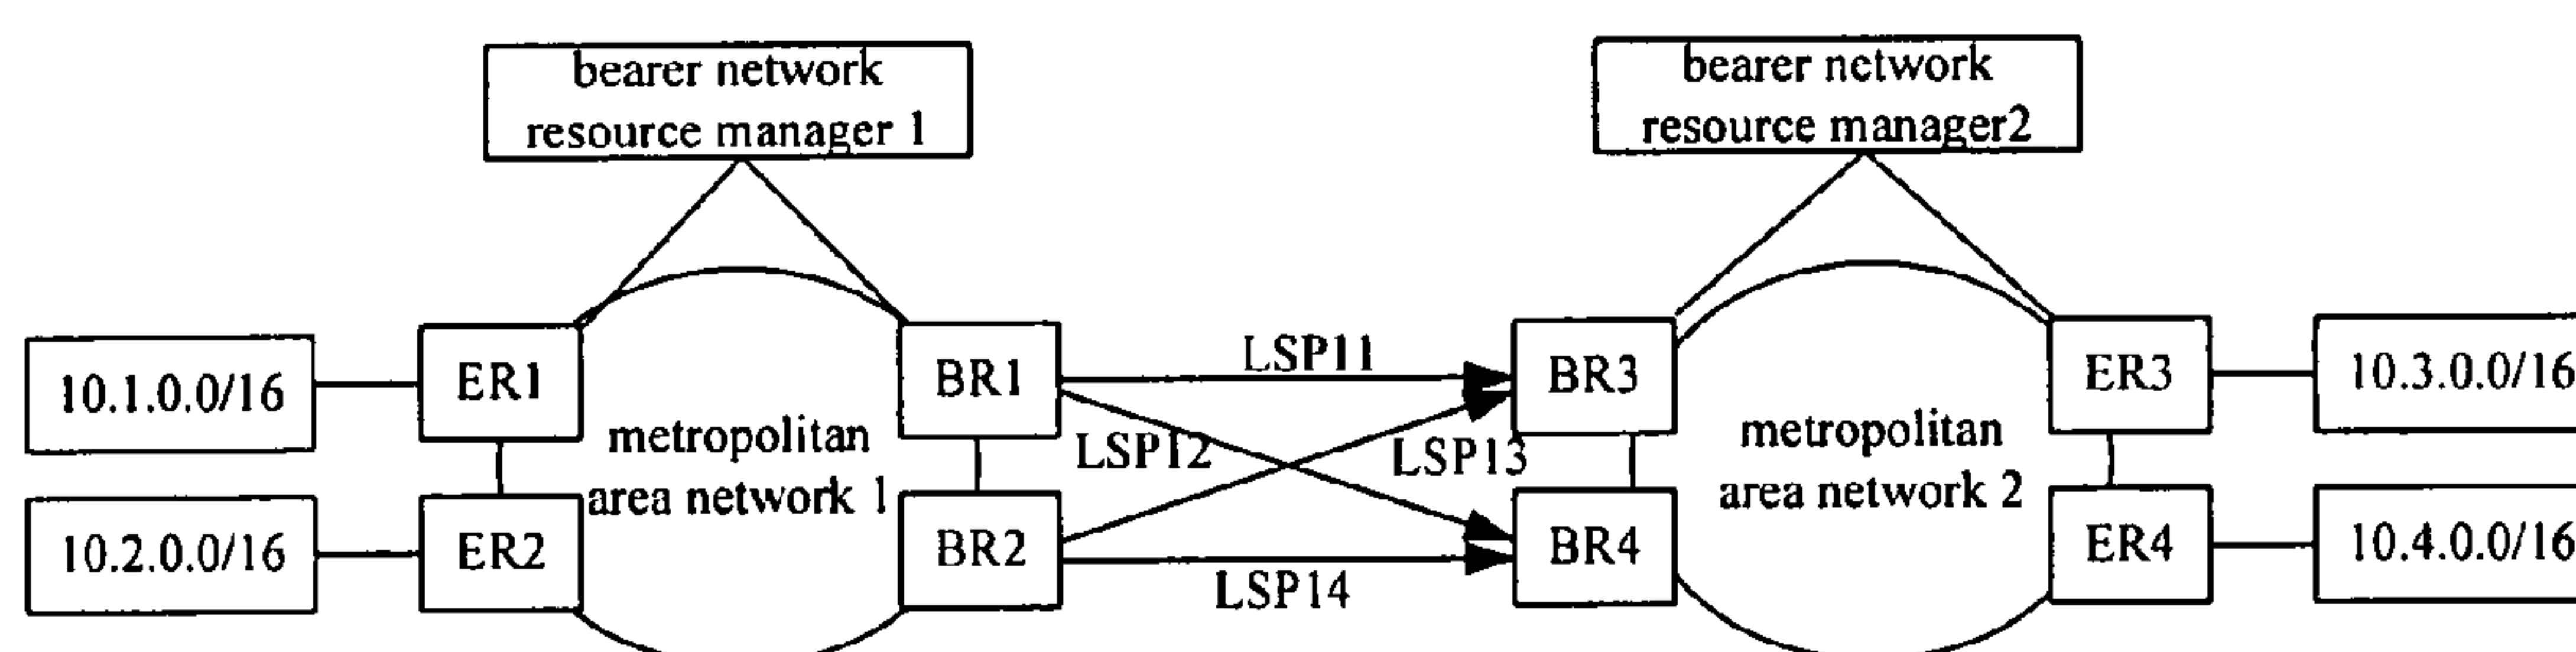 bearer network
resource manager 1
bearer network
resource manager2
10.1.0.0/16
ER1
BR1
LSP11
BR3
ER3
10.3.0.0/16
metropolitan
area network 1
LSP12
LSP13
metropolitan
area network 2
10.2.0.0/16
ER2
BR2
LSP14
BR4
ER4
10.4.0.0/16